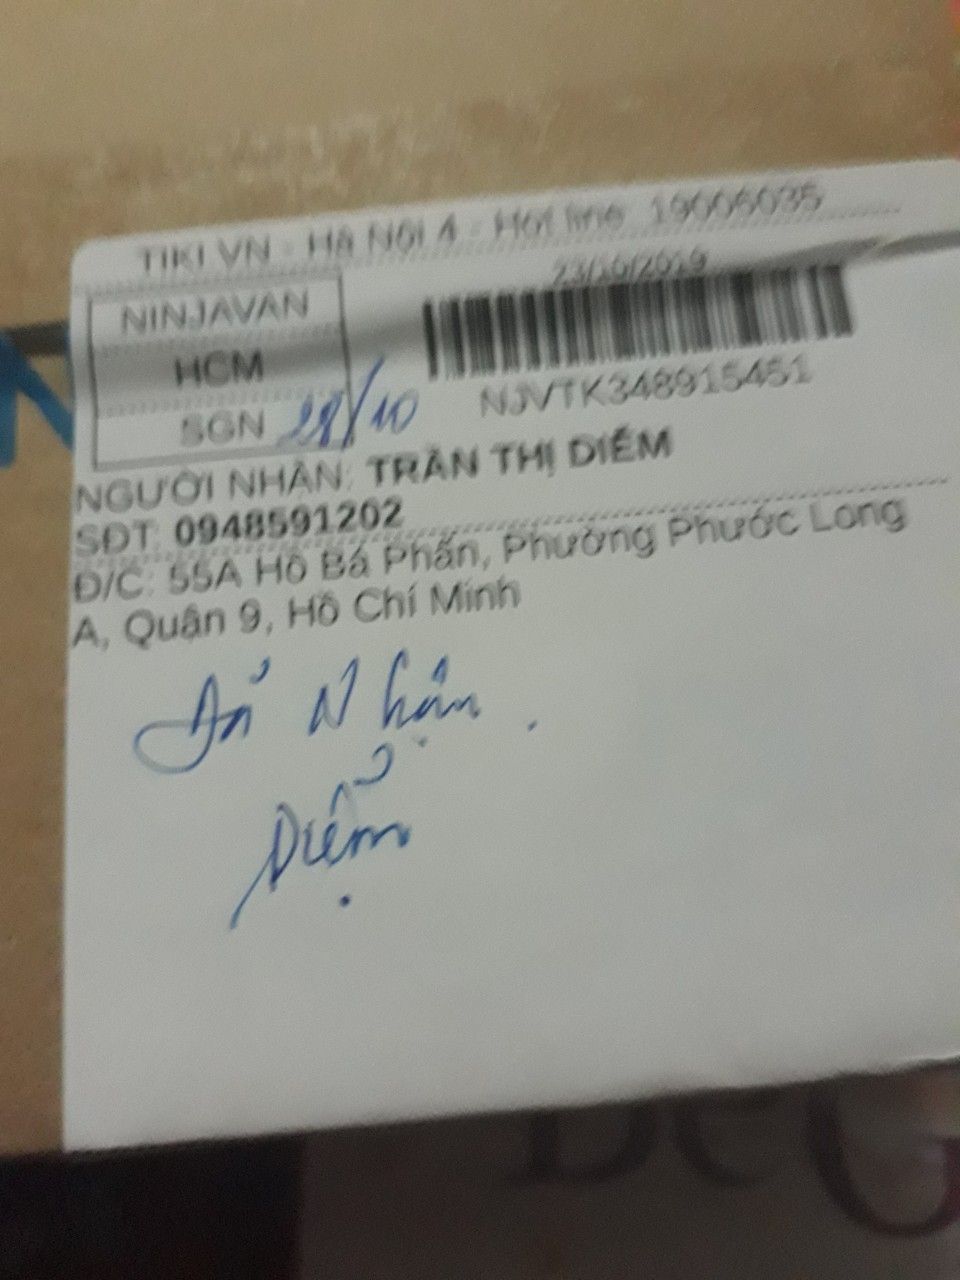 TIKI.VN - Hà Nội 4 - Hot line: 19006035
23/10/2019
NINJAVAN
HCM
SGN
28/10
NJVTK348915451
NGƯỜI NHẬN: TRẦN THỊ DIỄM
SĐT: 0948591202
Đ/C: 55A Hồ Bá Phấn, Phường Phước Long
A, Quận 9, Hồ Chí Minh
Đã Nhận.
Diễm